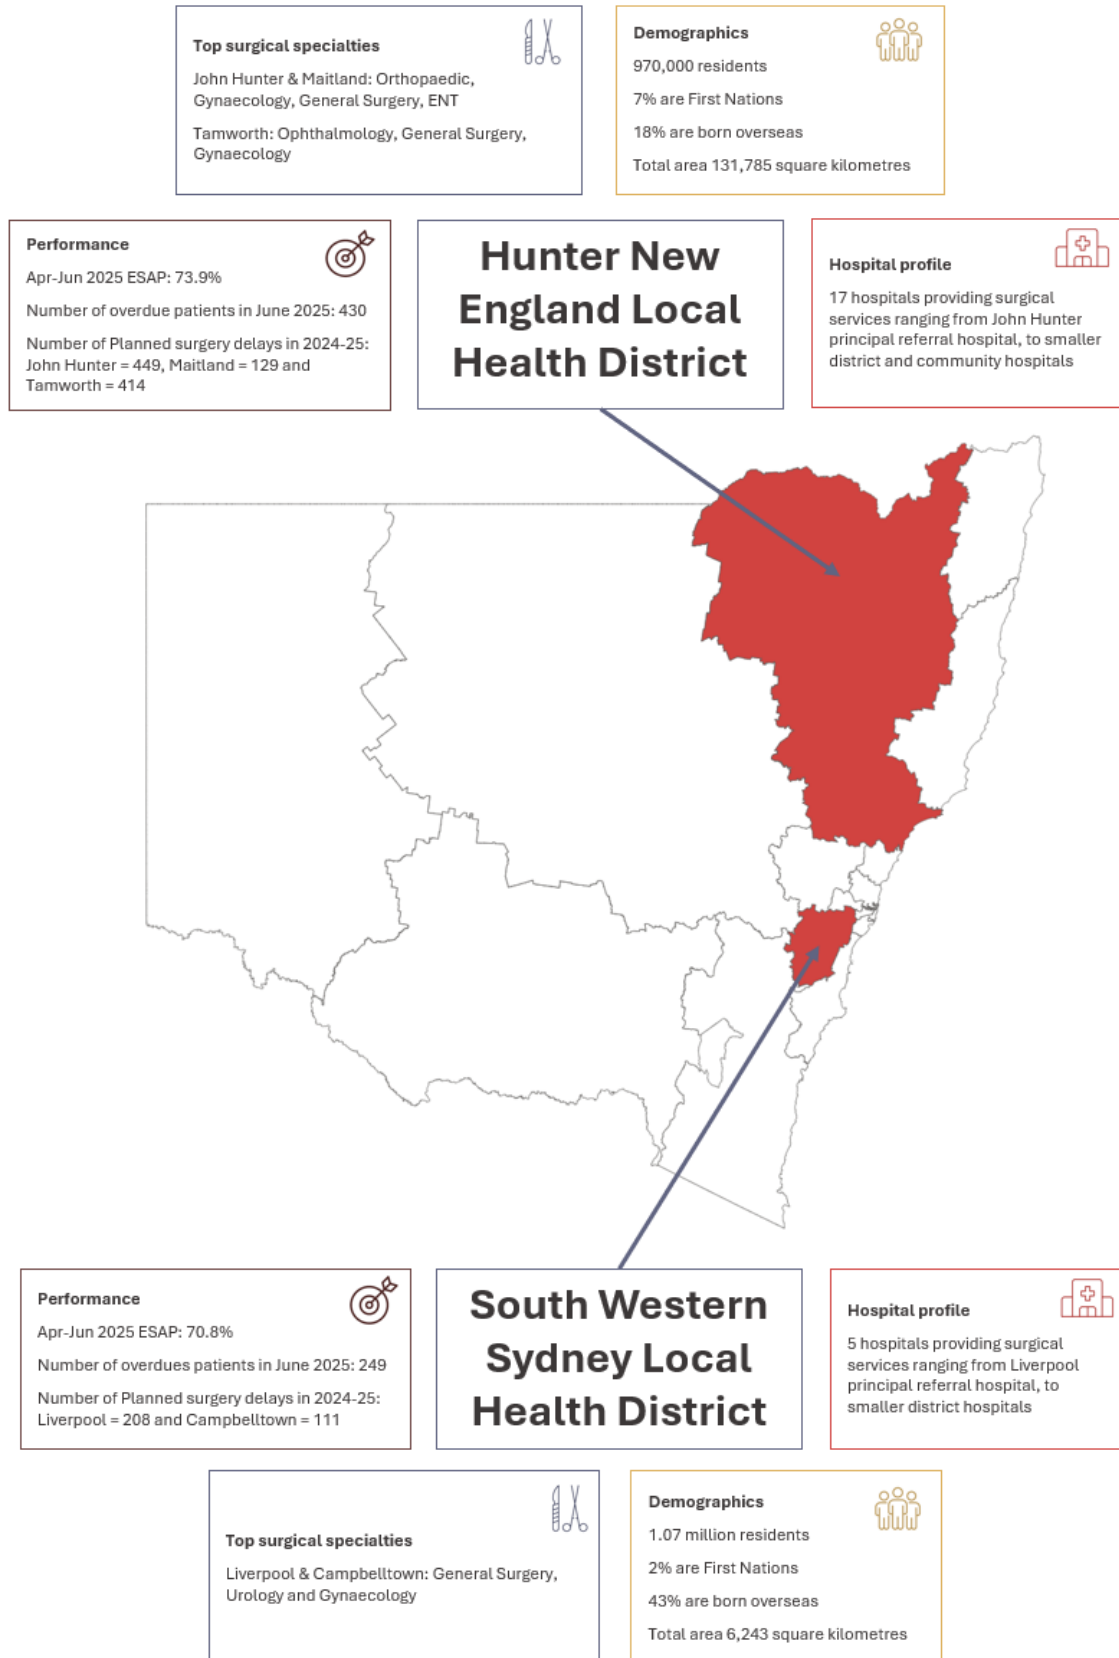 Top surgical specialties
John Hunter & Maitland: Orthopaedic,
Gynaecology, General Surgery, ENT
Tamworth: Ophthalmology, General Surgery,
Gynaecology
Demographics
970,000 residents
7% are First Nations
18% are born overseas
Total area 131,785 square kilometres
Performance
Apr-Jun 2025 ESAP: 73.9%
Number of overdue patients in June 2025: 430
Number of Planned surgery delays in 2024-25:
John Hunter = 449, Maitland = 129 and
Tamworth = 414
Hunter New
England Local
Health District
Hospital profile
17 hospitals providing surgical
services ranging from John Hunter
principal referral hospital, to smaller
district and community hospitals
Performance
Apr-Jun 2025 ESAP: 70.8%
Number of overdues patients in June 2025: 249
Number of Planned surgery delays in 2024-25:
Liverpool = 208 and Campbelltown = 111
South Western
Sydney Local
Health District
Hospital profile
5 hospitals providing surgical
services ranging from Liverpool
principal referral hospital, to
smaller district hospitals
Top surgical specialties
Liverpool & Campbelltown: General Surgery,
Urology and Gynaecology
Demographics
1.07 million residents
2% are First Nations
43% are born overseas
Total area 6,243 square kilometres